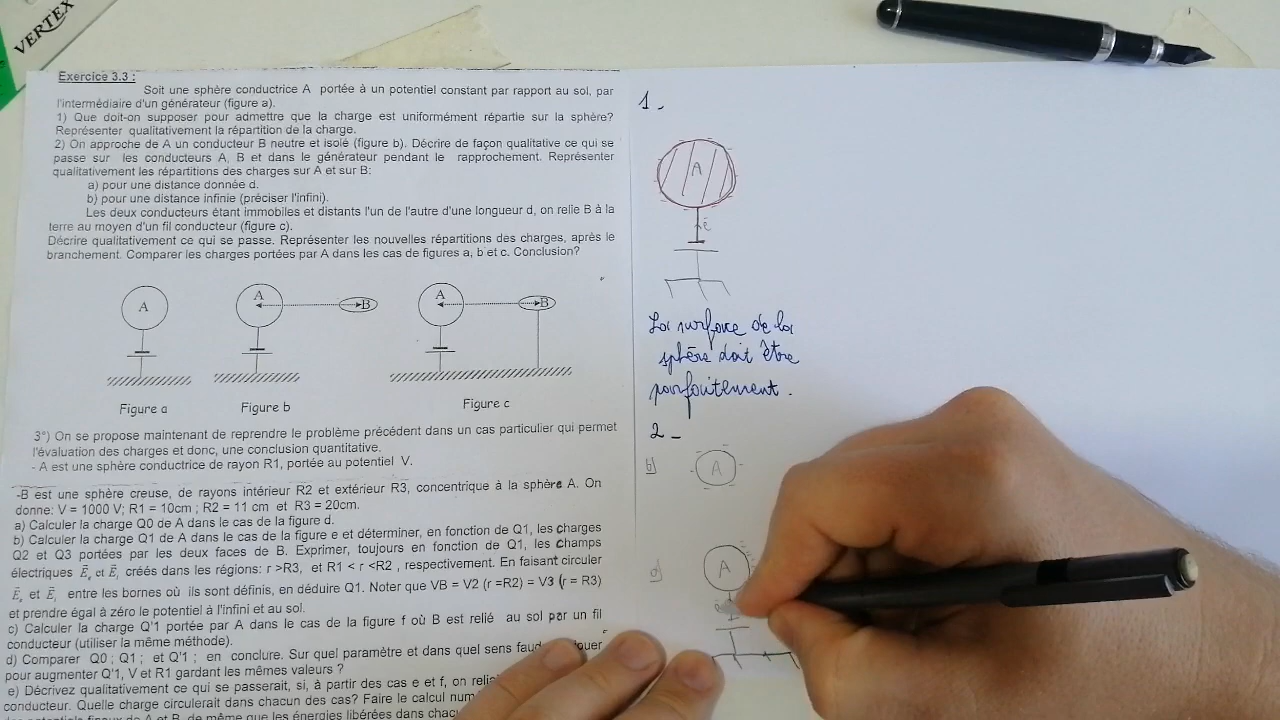 VERTEX
Exercice 3.3 :
Soit une sphère conductrice A portée à un potentiel constant par rapport au sol, par
l'intermédiaire d'un générateur (figure a).
1) Que doit-on supposer pour admettre que la charge est uniformément répartie sur la sphère?
Représenter qualitativement la répartition de la charge.
2) On approche de A un conducteur B neutre et isolé (figure b). Décrire de façon qualitative ce qui se
passe sur les conducteurs A, B et dans le générateur pendant le rapprochement. Représenter
qualitativement les répartitions des charges sur A et sur B:
a) pour une distance donnée d.
b) pour une distance infinie (préciser l'infini).
Les deux conducteurs étant immobiles et distants l'un de l'autre d'une longueur d, on relie B à la
terre au moyen d'un fil conducteur (figure c).
Décrire qualitativement ce qui se passe. Représenter les nouvelles répartitions des charges, après le
branchement. Comparer les charges portées par A dans les cas de figures a, b et c. Conclusion?
A
A
B
A
B
Figure a
Figure b
Figure c
3°) On se propose maintenant de reprendre le problème précédent dans un cas particulier qui permet
l'évaluation des charges et donc, une conclusion quantitative.
- A est une sphère conductrice de rayon R1, portée au potentiel V.
-B est une sphère creuse, de rayons intérieur R2 et extérieur R3, concentrique à la sphère A. On
donne: V = 1000 V; R1 = 10cm ; R2 = 11 cm et R3 = 20cm.
a) Calculer la charge Q0 de A dans le cas de la figure d.
b) Calculer la charge Q1 de A dans le cas de la figure e et déterminer, en fonction de Q1, les charges
Q2 et Q3 portées par les deux faces de B. Exprimer, toujours en fonction de Q1, les champs
électriques E⃗e et E⃗i créés dans les régions: r >R3, et R1 < r <R2 , respectivement. En faisant circuler
E⃗e et E⃗i entre les bornes où ils sont définis, en déduire Q1. Noter que VB = V2 (r =R2) = V3 (r = R3)
et prendre égal à zéro le potentiel à l'infini et au sol.
c) Calculer la charge Q'1 portée par A dans le cas de la figure f où B est relié au sol par un fil
conducteur (utiliser la même méthode).
d) Comparer Q0 ; Q1 ; et Q'1 ; en conclure. Sur quel paramètre et dans quel sens jouer
pour augmenter Q'1, V et R1 gardant les mêmes valeurs ?
e) Décrivez qualitativement ce qui se passerait, si, à partir des cas e et f, on
conducteur. Quelle charge circulerait dans chacun des cas? Faire le calcul
de A et B, de même que les énergies libérées dans
1 -
A
La surface de la
sphère doit être
parfaitement.
2 -
b)
A
a)
A